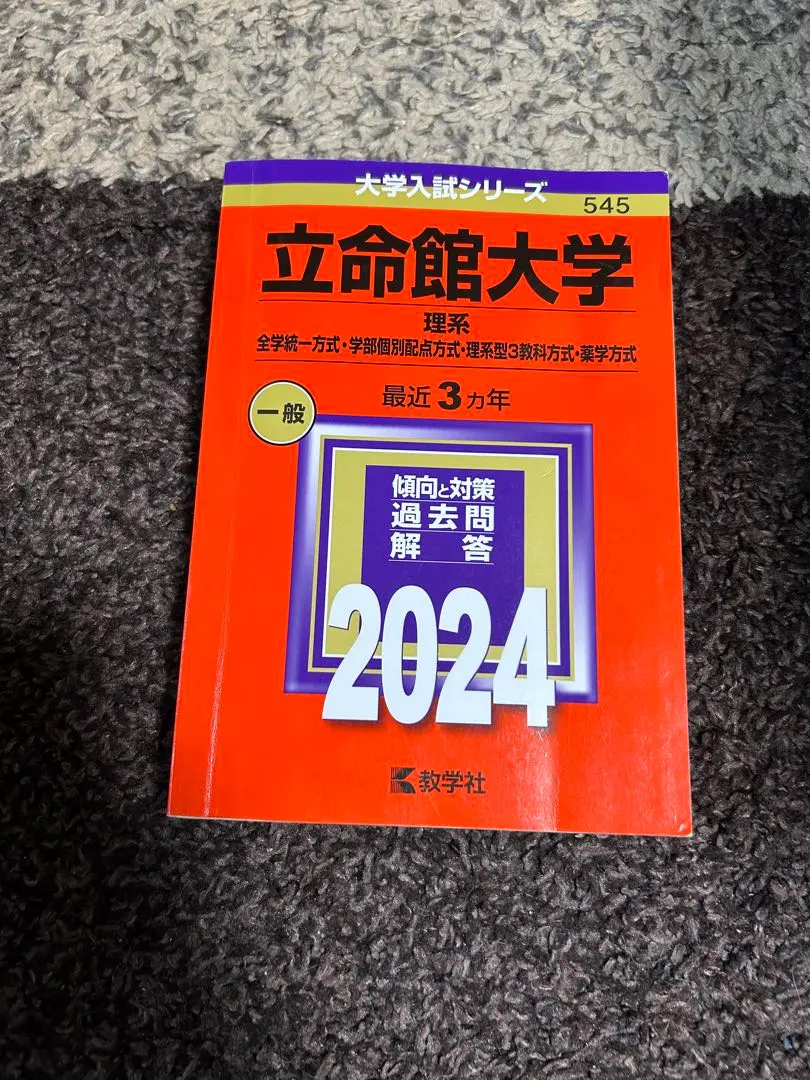 大学入試シリーズ
545
立命館大学
理系
全学統一方式・学部個別配点方式・理系型3教科方式・薬学方式
最近3カ年
一般
傾向と対策
過去問
解答
2024
教学社